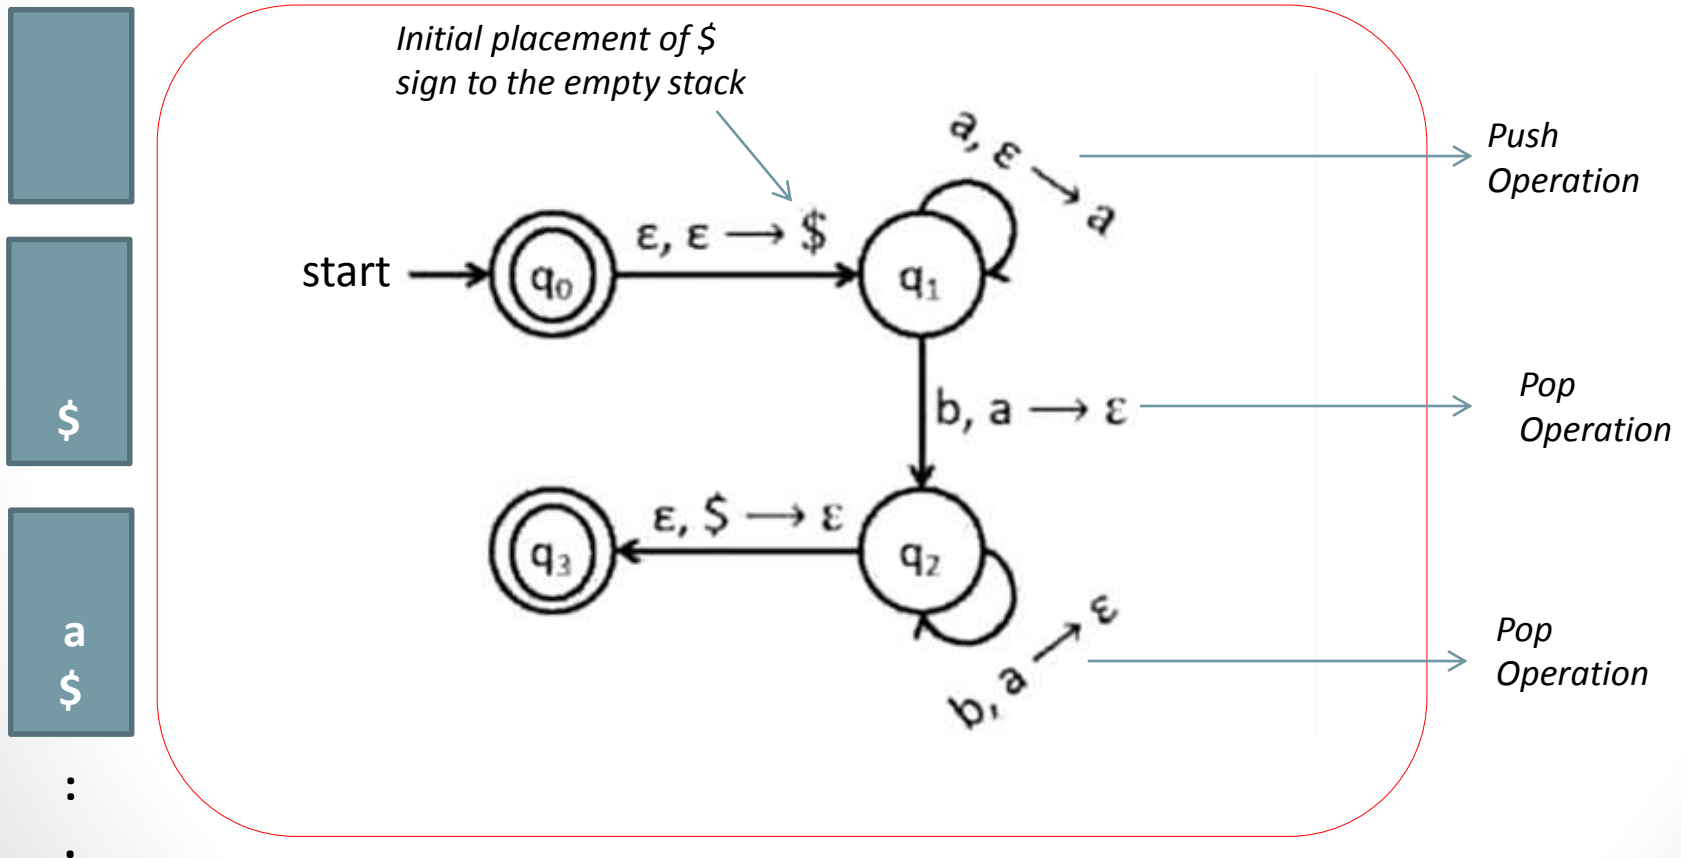 Initial placement of $
sign to the empty stack
a, ε → a
Push
Operation
ε, ε → $
start
q₀
q₁
$
b, a → ε
Pop
Operation
ε, $ → ε
q₃
q₂
a
$
b, a → ε
Pop
Operation
:
.